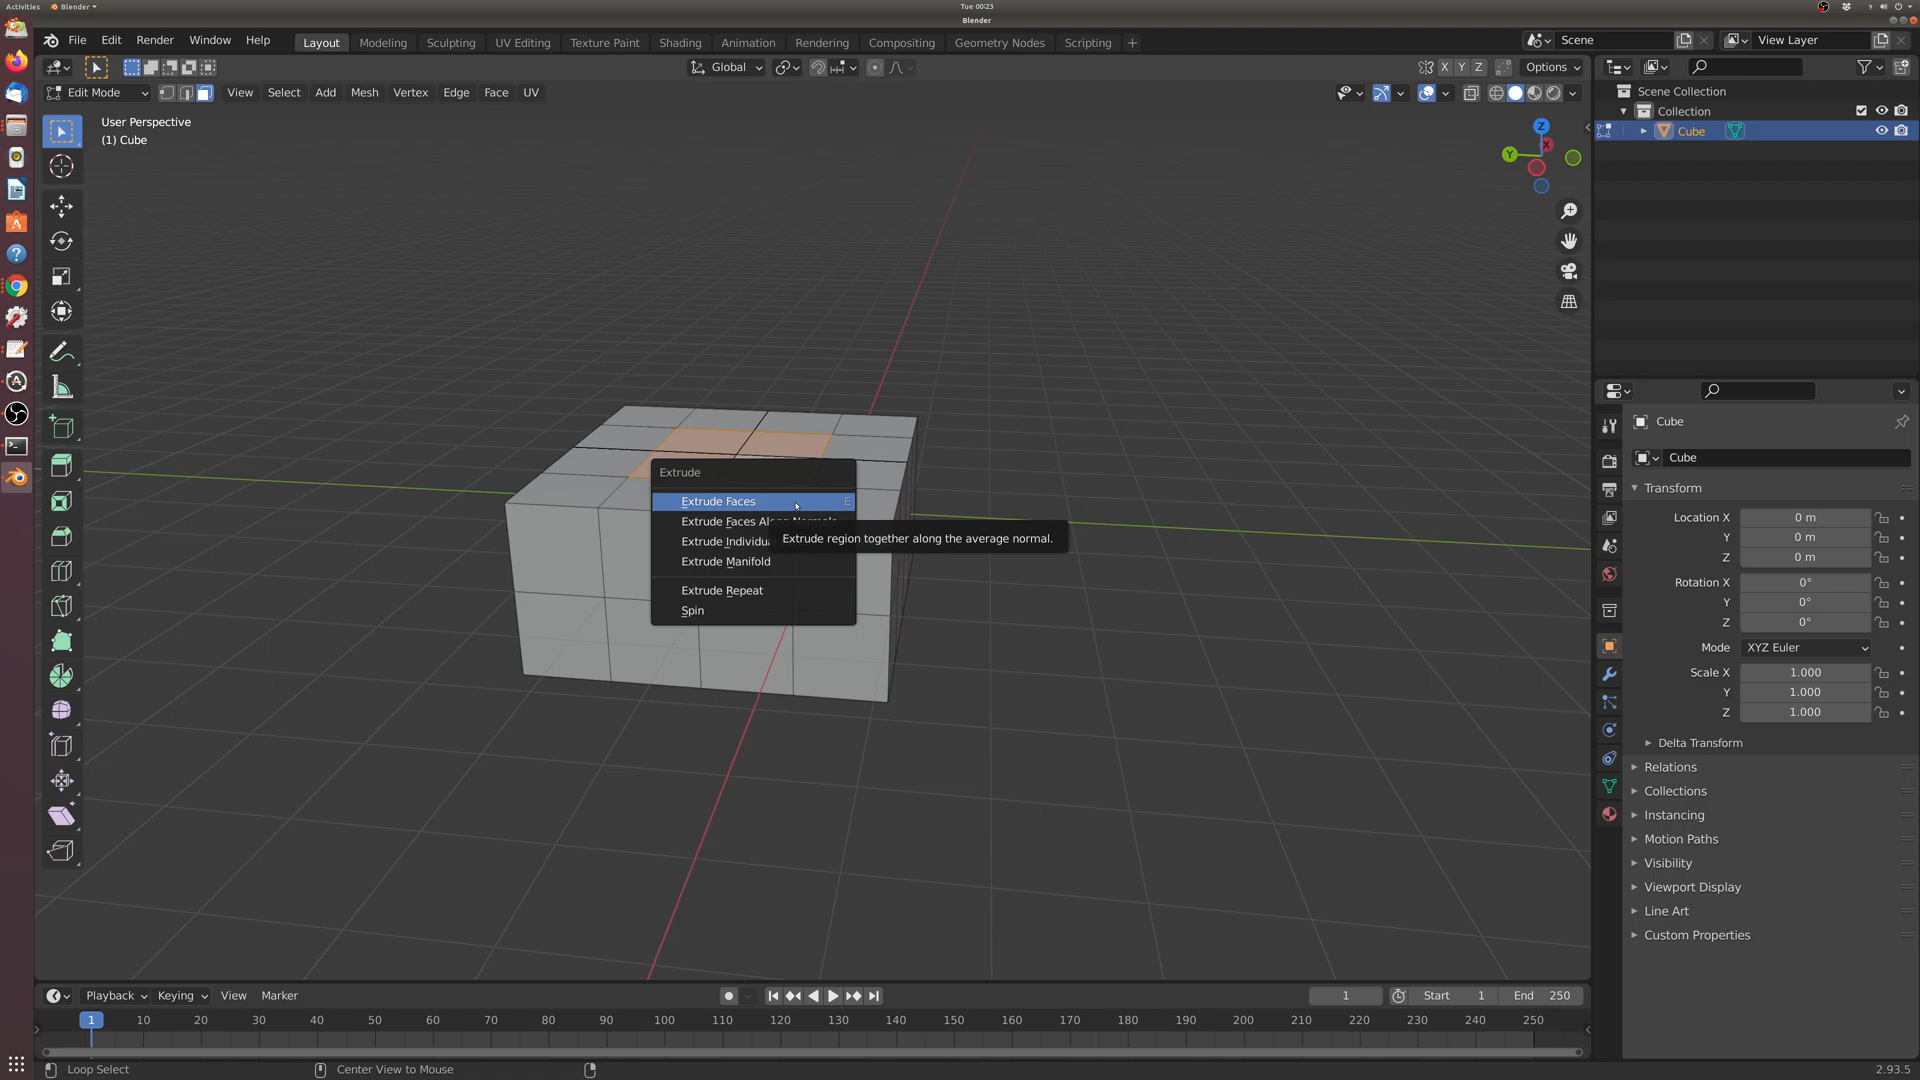 Activities Blender Tue 00:23
Blender
File Edit Render Window Help Layout Modeling Sculpting UV Editing Texture Paint Shading Animation Rendering Compositing Geometry Nodes Scripting + Scene View Layer
Global X Y Z Options
Edit Mode View Select Add Mesh Vertex Edge Face UV
Scene Collection
Collection
Cube
User Perspective
(1) Cube
Z
X
Y
Extrude
Extrude Faces E
Extrude Faces Along Normals
Extrude Individua
Extrude region together along the average normal.
Extrude Manifold
Extrude Repeat
Spin
Cube
Cube
Transform
Location X 0 m
Y 0 m
Z 0 m
Rotation X 0°
Y 0°
Z 0°
Mode XYZ Euler
Scale X 1.000
Y 1.000
Z 1.000
Delta Transform
Relations
Collections
Instancing
Motion Paths
Visibility
Viewport Display
Line Art
Custom Properties
Playback Keying View Marker 1 Start 1 End 250
1 10 20 30 40 50 60 70 80 90 100 110 120 130 140 150 160 170 180 190 200 210 220 230 240 250
Loop Select Center View to Mouse 2.93.5